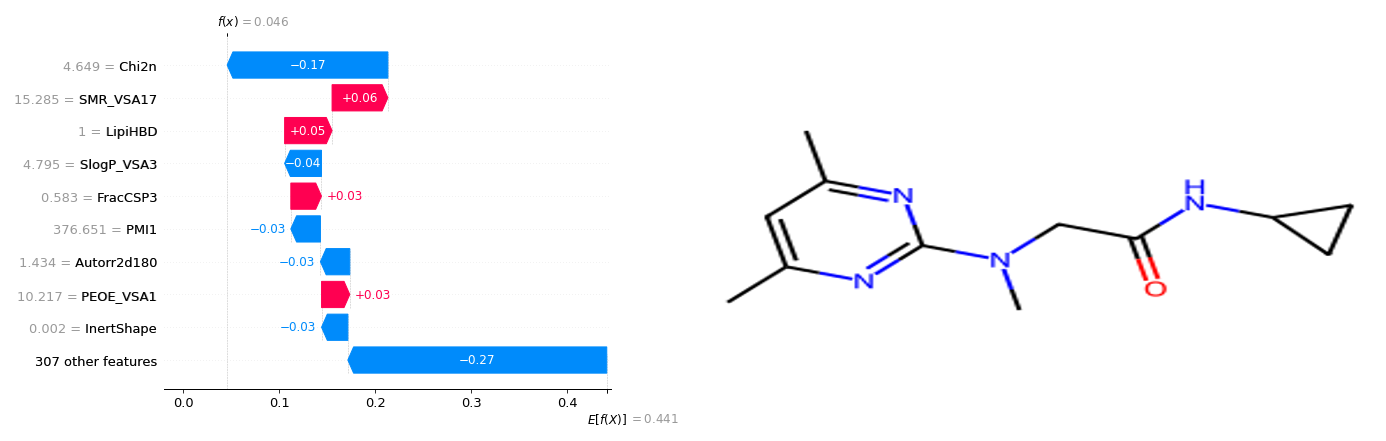 f(x) = 0.046
4.649 = Chi2n
−0.17
15.285 = SMR_VSA17
+0.06
1 = LipiHBD
+0.05
4.795 = SlogP_VSA3
−0.04
0.583 = FracCSP3
+0.03
376.651 = PMI1
−0.03
1.434 = Autorr2d180
−0.03
10.217 = PEOE_VSA1
+0.03
0.002 = InertShape
−0.03
307 other features
−0.27
0.0 0.1 0.2 0.3 0.4
E[f(X)] = 0.441
H
N
N
N
N
O